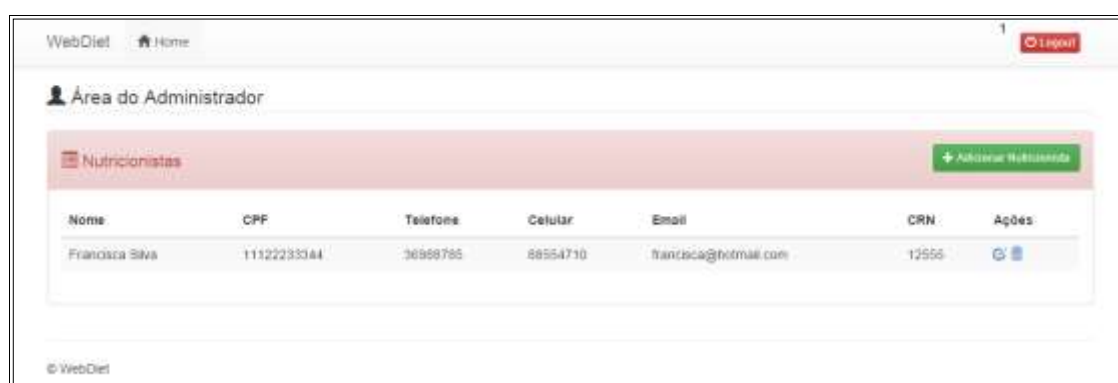 WebDiet Home 1 Logout
Área do Administrador
Nutricionistas Adicionar Nutricionista
Nome CPF Telefone Celular Email CRN Ações
Francisca Silva 11122233344 36988785 88554710 francisca@hotmail.com 12555
© WebDiet